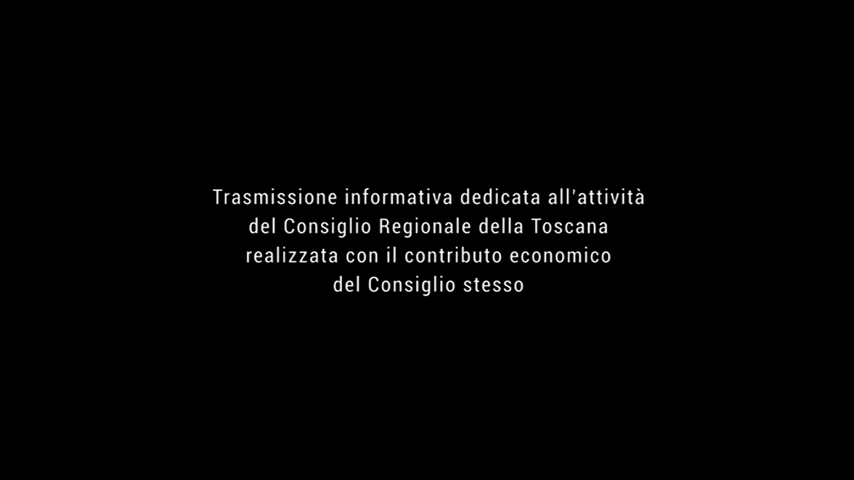 Trasmissione informativa dedicata all'attività
del Consiglio Regionale della Toscana
realizzata con il contributo economico
del Consiglio stesso